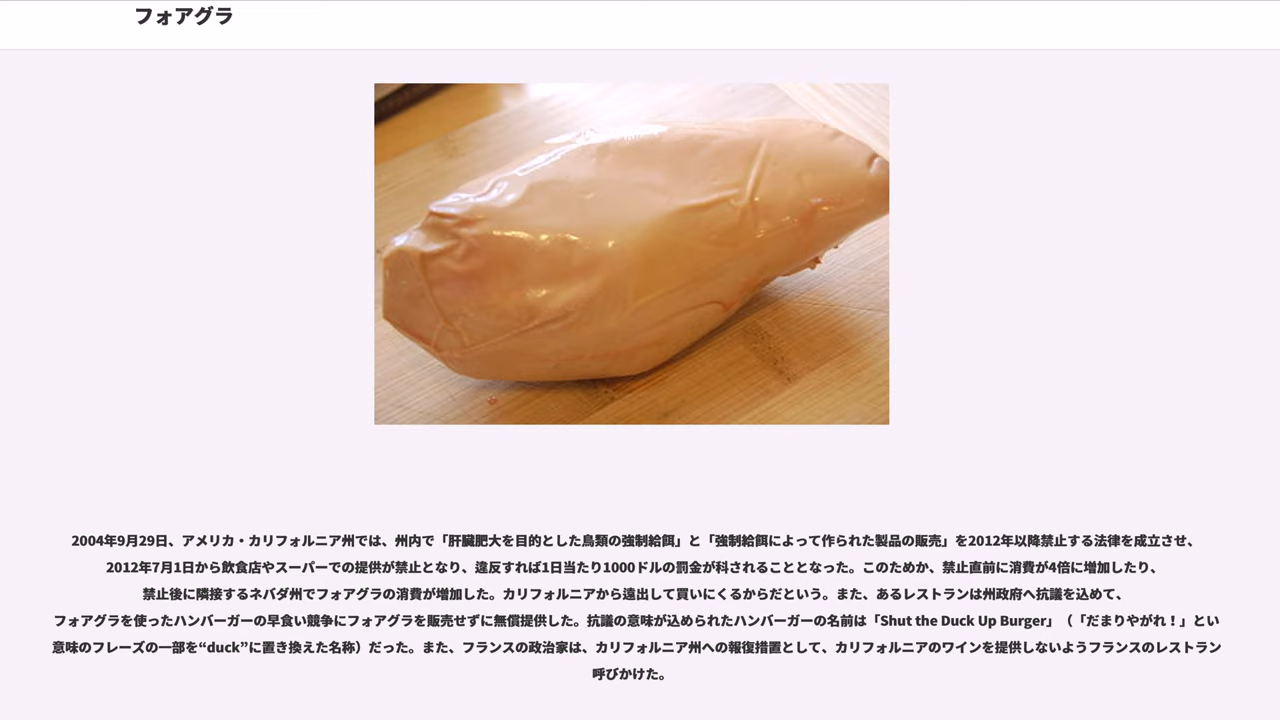 フォアグラ
2004年9月29日、アメリカ・カリフォルニア州では、州内で「肝臓肥大を目的とした鳥類の強制給餌」と「強制給餌によって作られた製品の販売」を2012年以降禁止する法律を成立させ、
2012年7月1日から飲食店やスーパーでの提供が禁止となり、違反すれば1日当たり1000ドルの罰金が科されることとなった。このためか、禁止直前に消費が4倍に増加したり、
禁止後に隣接するネバダ州でフォアグラの消費が増加した。カリフォルニアから遠出して買いにくるからだという。また、あるレストランは州政府へ抗議を込めて、
フォアグラを使ったハンバーガーの早食い競争にフォアグラを販売せずに無償提供した。抗議の意味が込められたハンバーガーの名前は「Shut the Duck Up Burger」（「だまりやがれ！」とい
意味のフレーズの一部を“duck”に置き換えた名称）だった。また、フランスの政治家は、カリフォルニア州への報復措置として、カリフォルニアのワインを提供しないようフランスのレストラン
呼びかけた。